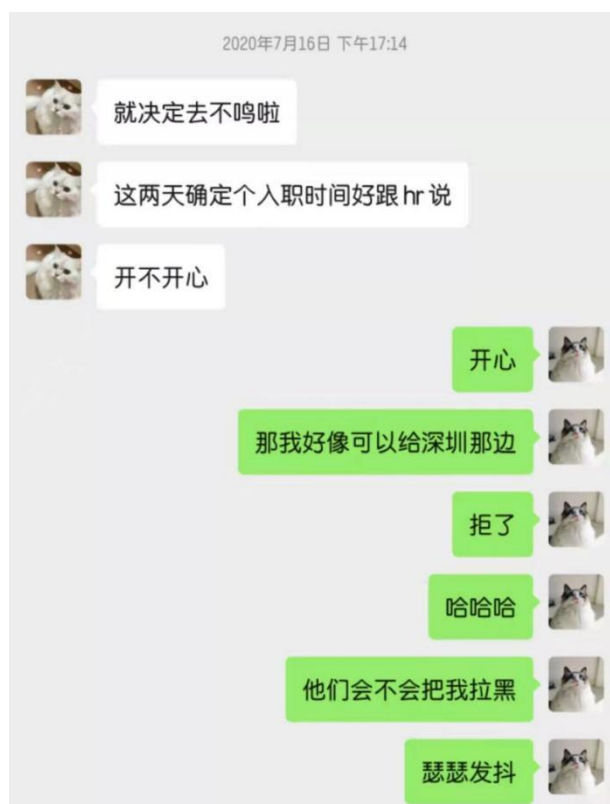 2020年7月16日 下午17:14
就决定去不鸣啦
这两天确定个入职时间好跟hr说
开不开心
开心
那我好像可以给深圳那边
拒了
哈哈哈
他们会不会把我拉黑
瑟瑟发抖